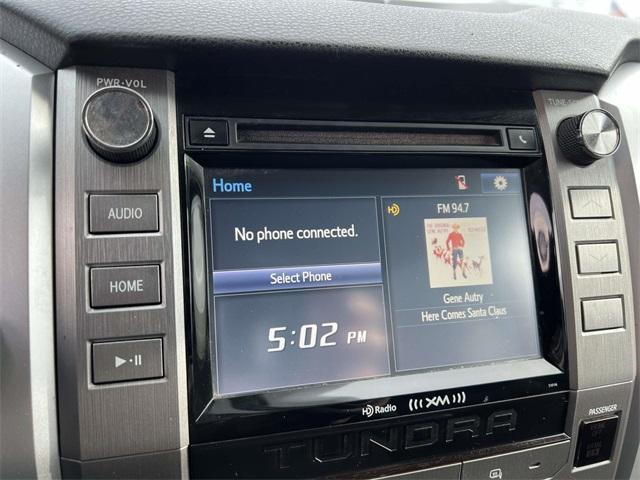 PWR•VOL
AUDIO
HOME
Home
No phone connected.
Select Phone
5:02 PM
FM 94.7
Gene Autry
Here Comes Santa Claus
HD Radio ((XM))
TUNDRA
PASSENGER